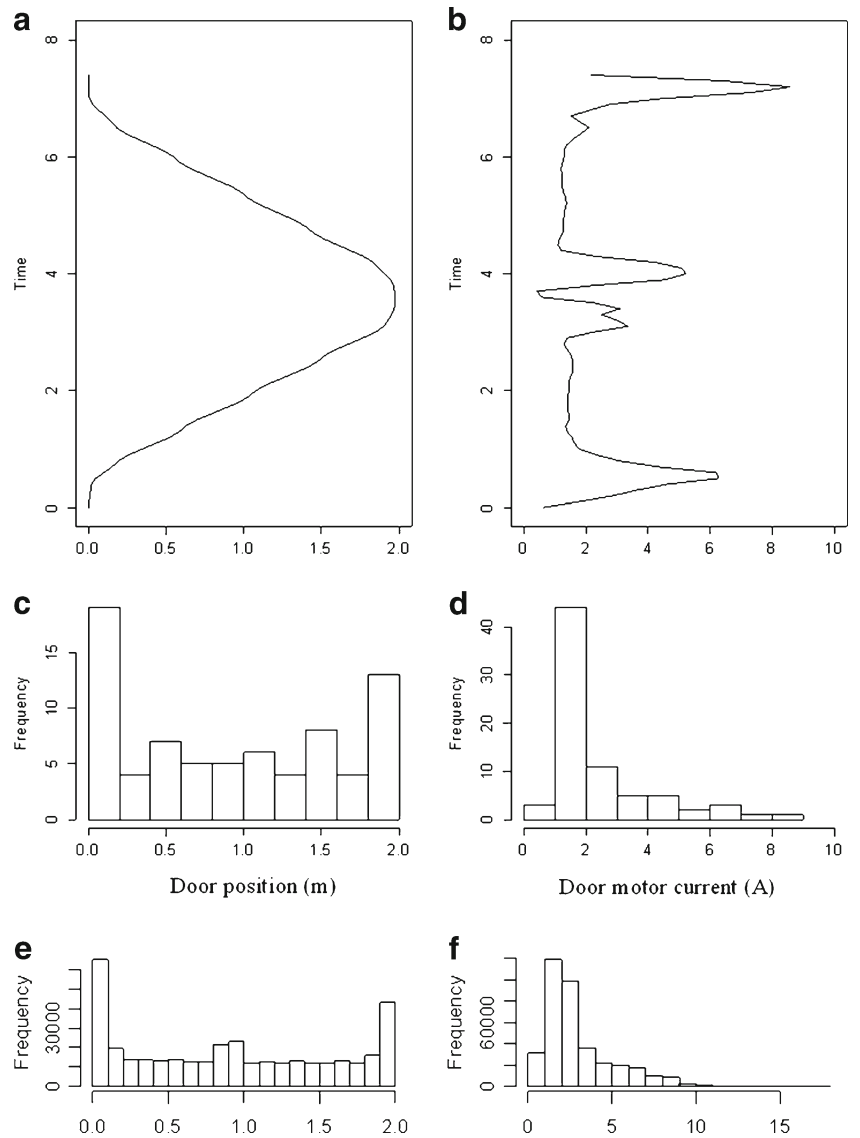 a
b
8
6
4
2
0
Time
0.0 0.5 1.0 1.5 2.0
8
6
4
2
0
Time
0 2 4 6 8 10
c
d
15
10
5
0
Frequency
0.0 0.5 1.0 1.5 2.0
Door position (m)
40
30
20
10
0
Frequency
0 2 4 6 8 10
Door motor current (A)
e
f
30000
0
Frequency
0.0 0.5 1.0 1.5 2.0
60000
0
Frequency
0 5 10 15